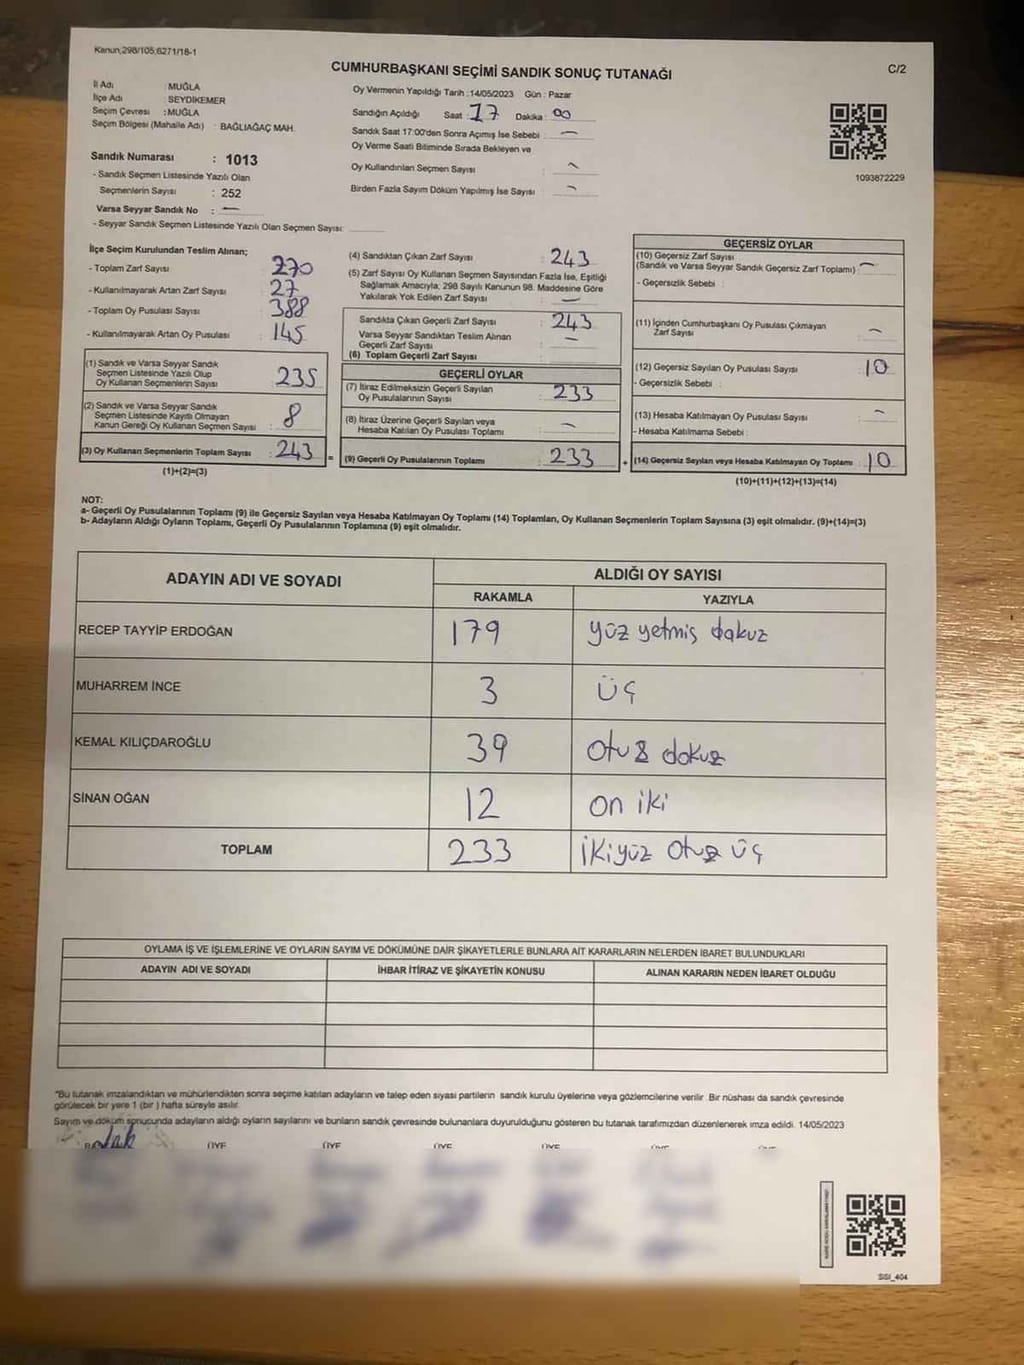 Kanun;298/105;6271/18-1
CUMHURBAŞKANI SEÇİMİ SANDIK SONUÇ TUTANAĞI
C/2
İl Adı : MUĞLA
İlçe Adı : SEYDİKEMER
Seçim Çevresi : MUĞLA
Seçim Bölgesi (Mahalle Adı) : BAĞLIAĞAÇ MAH.
Sandık Numarası : 1013
- Sandık Seçmen Listesinde Yazılı Olan
Seçmenlerin Sayısı : 252
Varsa Seyyar Sandık No : —
- Seyyar Sandık Seçmen Listesinde Yazılı Olan Seçmen Sayısı:
Oy Vermenin Yapıldığı Tarih :14/05/2023 Gün : Pazar
Sandığın Açıldığı Saat : 17 Dakika : 00
Sandık Saat 17:00'den Sonra Açımış İse Sebebi : —
Oy Verme Saati Bitiminde Sırada Bekleyen ve
Oy Kullandırılan Seçmen Sayısı : —
Birden Fazla Sayım Döküm Yapılmış İse Sayısı : —
1093872229
İlçe Seçim Kurulundan Teslim Alınan;
- Toplam Zarf Sayısı : 270
- Kullanılmayarak Artan Zarf Sayısı : 27
- Toplam Oy Pusulası Sayısı : 388
- Kullanılmayarak Artan Oy Pusulası : 145
(1) Sandık ve Varsa Seyyar Sandık
Seçmen Listesinde Yazılı Olup
Oy Kullanan Seçmenlerin Sayısı : 235
(2) Sandık ve Varsa Seyyar Sandık
Seçmen Listesinde Kayıtlı Olmayan
Kanun Gereği Oy Kullanan Seçmen Sayısı : 8
(3) Oy Kullanan Seçmenlerin Toplam Sayısı : 243 =
(1)+(2)=(3)
(4) Sandıktan Çıkan Zarf Sayısı : 243
(5) Zarf Sayısı Oy Kullanan Seçmen Sayısından Fazla İse, Eşitliği
Sağlamak Amacıyla; 298 Sayılı Kanunun 98. Maddesine Göre
Yakılarak Yok Edilen Zarf Sayısı : —
Sandıkta Çıkan Geçerli Zarf Sayısı : 243
Varsa Seyyar Sandıktan Teslim Alınan
Geçerli Zarf Sayısı : —
(6) Toplam Geçerli Zarf Sayısı
GEÇERLİ OYLAR
(7) İtiraz Edilmeksizin Geçerli Sayılan
Oy Pusulalarının Sayısı : 233
(8) İtiraz Üzerine Geçerli Sayılan veya
Hesaba Katılan Oy Pusulası Toplamı : —
(9) Geçerli Oy Pusulalarının Toplamı : 233 +
GEÇERSİZ OYLAR
(10) Geçersiz Zarf Sayısı
(Sandık ve Varsa Seyyar Sandık Geçersiz Zarf Toplamı) : —
- Geçersizlik Sebebi :
(11) İçinden Cumhurbaşkanı Oy Pusulası Çıkmayan
Zarf Sayısı : —
(12) Geçersiz Sayılan Oy Pusulası Sayısı : 10
- Geçersizlik Sebebi :
(13) Hesaba Katılmayan Oy Pusulası Sayısı : —
- Hesaba Katılmama Sebebi :
(14) Geçersiz Sayılan veya Hesaba Katılmayan Oy Toplamı : 10
(10)+(11)+(12)+(13)=(14)
NOT:
a- Geçerli Oy Pusulalarının Toplamı (9) ile Geçersiz Sayılan veya Hesaba Katılmayan Oy Toplamı (14) Toplamları, Oy Kullanan Seçmenlerin Toplam Sayısına (3) eşit olmalıdır. (9)+(14)=(3)
b- Adayların Aldığı Oyların Toplamı, Geçerli Oy Pusulalarının Toplamına (9) eşit olmalıdır.
ADAYIN ADI VE SOYADI
ALDIĞI OY SAYISI
RAKAMLA YAZIYLA
RECEP TAYYİP ERDOĞAN 179 yüz yetmiş dokuz
MUHARREM İNCE 3 üç
KEMAL KILIÇDAROĞLU 39 otuz dokuz
SİNAN OĞAN 12 on iki
TOPLAM 233 ikiyüz otuz üç
OYLAMA İŞ VE İŞLEMLERİNE VE OYLARIN SAYIM VE DÖKÜMÜNE DAİR ŞİKAYETLERLE BUNLARA AİT KARARLARIN NELERDEN İBARET BULUNDUKLARI
ADAYIN ADI VE SOYADI İHBAR İTİRAZ VE ŞİKAYETİN KONUSU ALINAN KARARIN NEDEN İBARET OLDUĞU
"Bu tutanak imzalandıktan ve mühürlendikten sonra seçime katılan adayların ve talep eden siyasi partilerin sandık kurulu üyelerine veya gözlemcilerine verilir. Bir nüshası da sandık çevresinde
görülecek bir yere 1 (bir ) hafta süreyle asılır.
Sayım ve döküm sonucunda adayların aldığı oyların sayılarını ve bunların sandık çevresinde bulunanlara duyurulduğunu gösteren bu tutanak tarafımızdan düzenlenerek imza edildi. 14/05/2023
ÜYE ÜYE ÜYE ÜYE ÜYE ÜYE
SSI_404